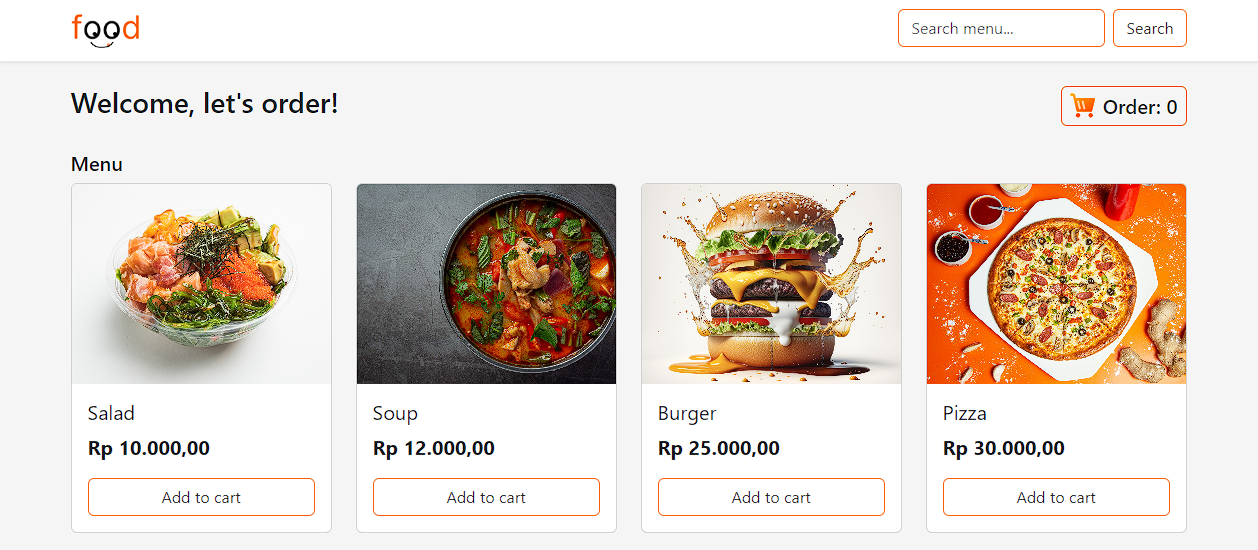 food
Search menu...
Search
Welcome, let's order!
Order: 0
Menu
Salad
Rp 10.000,00
Add to cart
Soup
Rp 12.000,00
Add to cart
Burger
Rp 25.000,00
Add to cart
Pizza
Rp 30.000,00
Add to cart